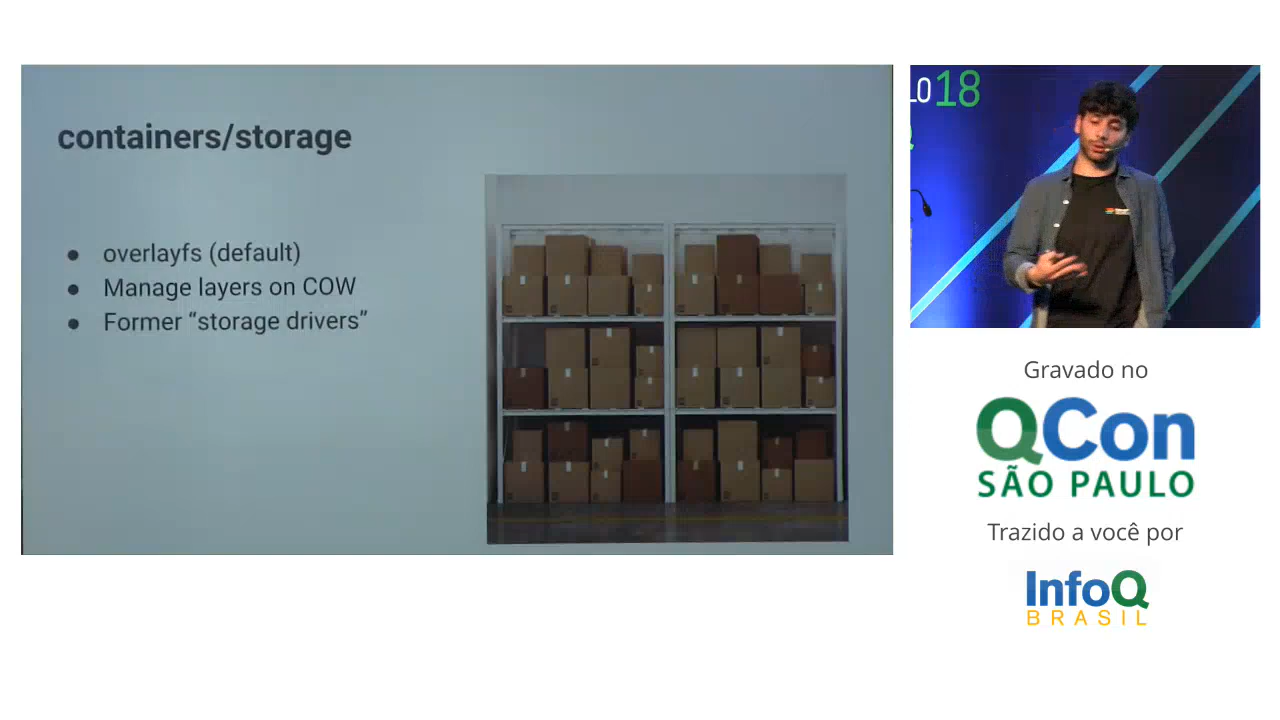 containers/storage
● overlayfs (default)
● Manage layers on COW
● Former “storage drivers”
LO 18
Gravado no
QCon
SÃO PAULO
Trazido a você por
InfoQ
BRASIL